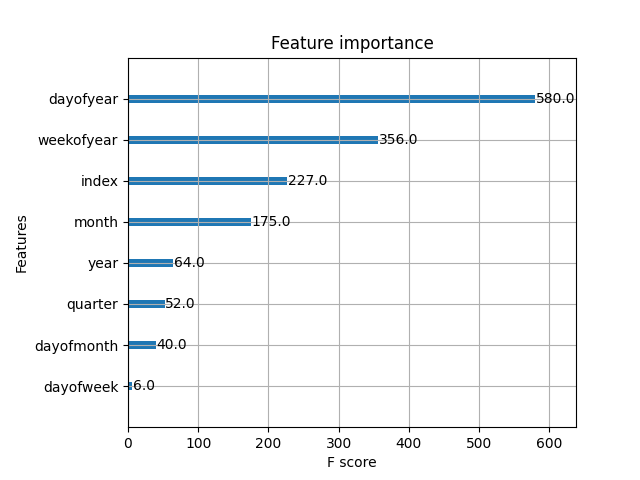 Feature importance
Features
dayofyear 580.0
weekofyear 356.0
index 227.0
month 175.0
year 64.0
quarter 52.0
dayofmonth 40.0
dayofweek 6.0
0 100 200 300 400 500 600
F score